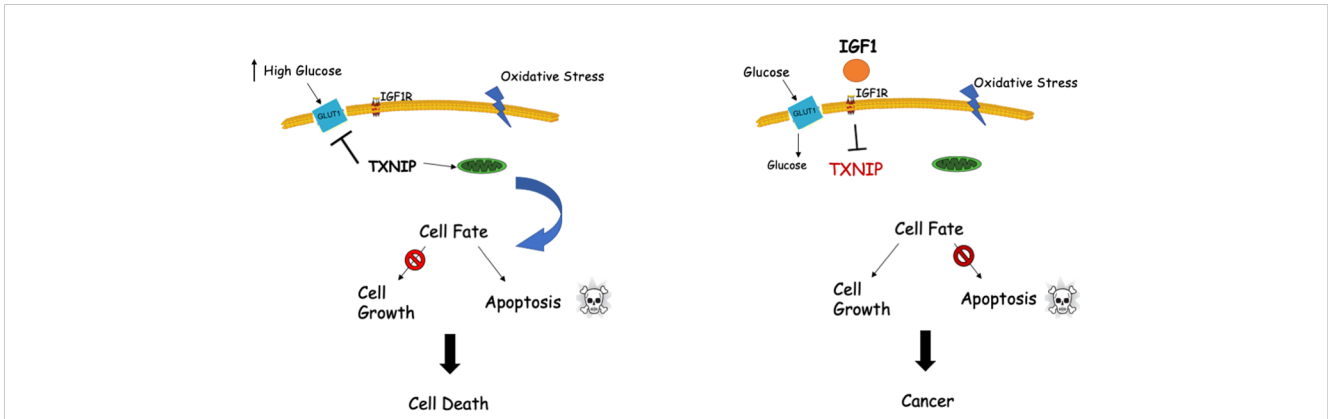 High Glucose
Oxidative Stress
IGF1R
GLUT1
TXNIP
Cell Fate
Cell
Growth
Apoptosis
Cell Death
IGF1
Glucose
Oxidative Stress
IGF1R
GLUT1
Glucose
TXNIP
Cell Fate
Cell
Growth
Apoptosis
Cancer